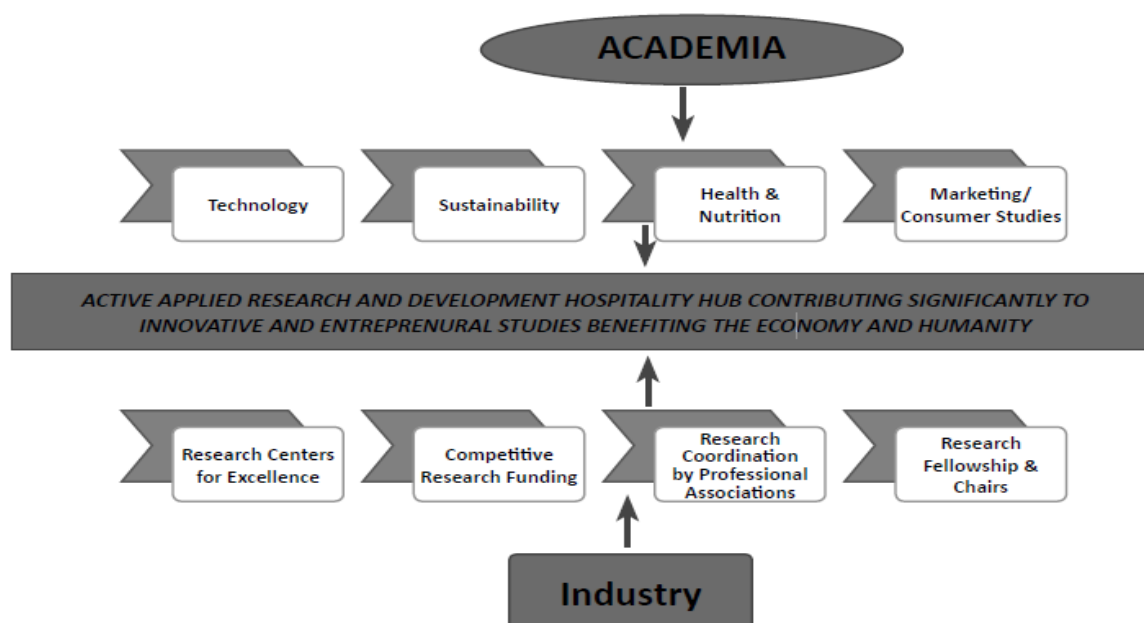 ACADEMIA
Technology
Sustainability
Health &
Nutrition
Marketing/
Consumer Studies
ACTIVE APPLIED RESEARCH AND DEVELOPMENT HOSPITALITY HUB CONTRIBUTING SIGNIFICANTLY TO
INNOVATIVE AND ENTREPRENURAL STUDIES BENEFITING THE ECONOMY AND HUMANITY
Research Centers
for Excellence
Competitive
Research Funding
Research
Coordination
by Professional
Associations
Research
Fellowship &
Chairs
Industry